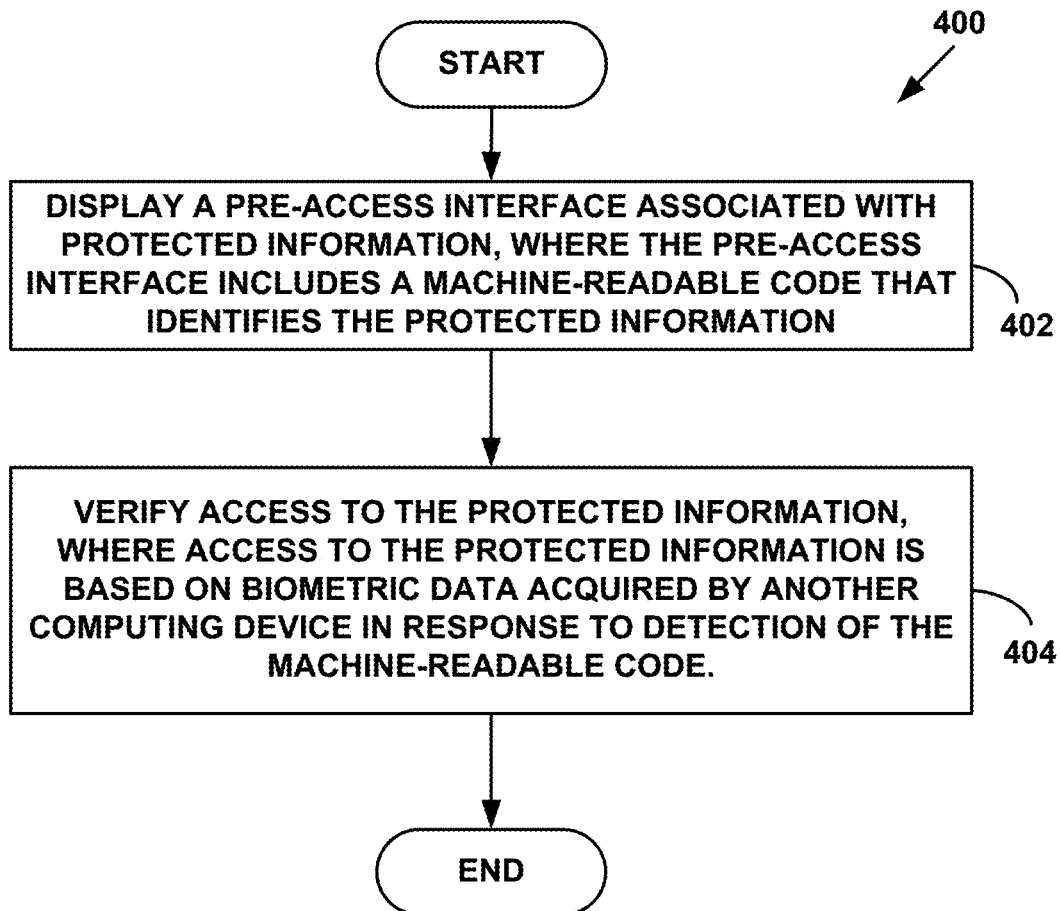 400
START
DISPLAY A PRE-ACCESS INTERFACE ASSOCIATED WITH
PROTECTED INFORMATION, WHERE THE PRE-ACCESS
INTERFACE INCLUDES A MACHINE-READABLE CODE THAT
IDENTIFIES THE PROTECTED INFORMATION
402
VERIFY ACCESS TO THE PROTECTED INFORMATION,
WHERE ACCESS TO THE PROTECTED INFORMATION IS
BASED ON BIOMETRIC DATA ACQUIRED BY ANOTHER
COMPUTING DEVICE IN RESPONSE TO DETECTION OF THE
MACHINE-READABLE CODE.
404
END